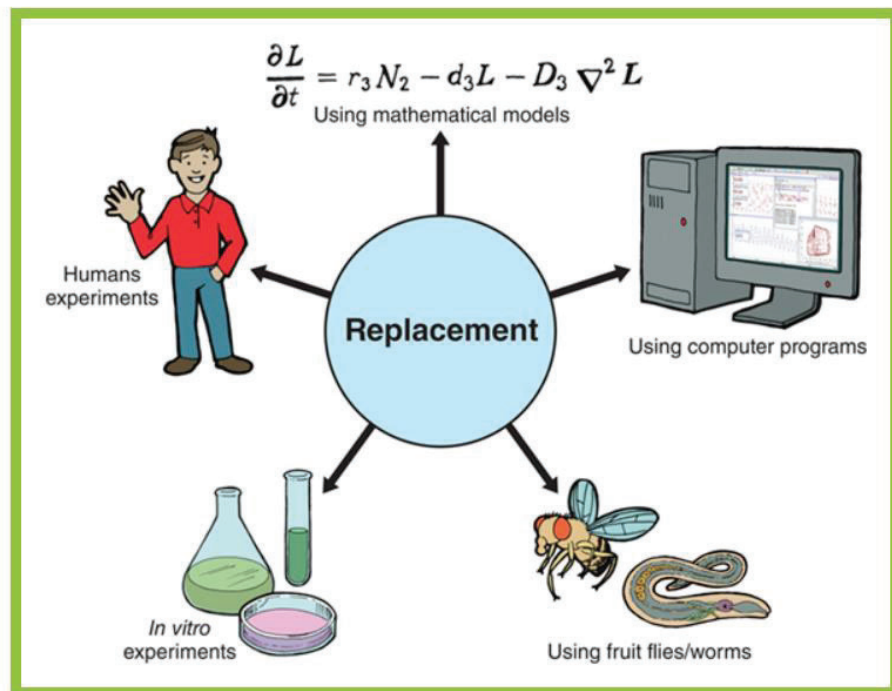 ∂L/∂t = r₃N₂ − d₃L − D₃ ∇² L
Using mathematical models
Humans
experiments
Replacement
Using computer programs
In vitro
experiments
Using fruit flies/worms